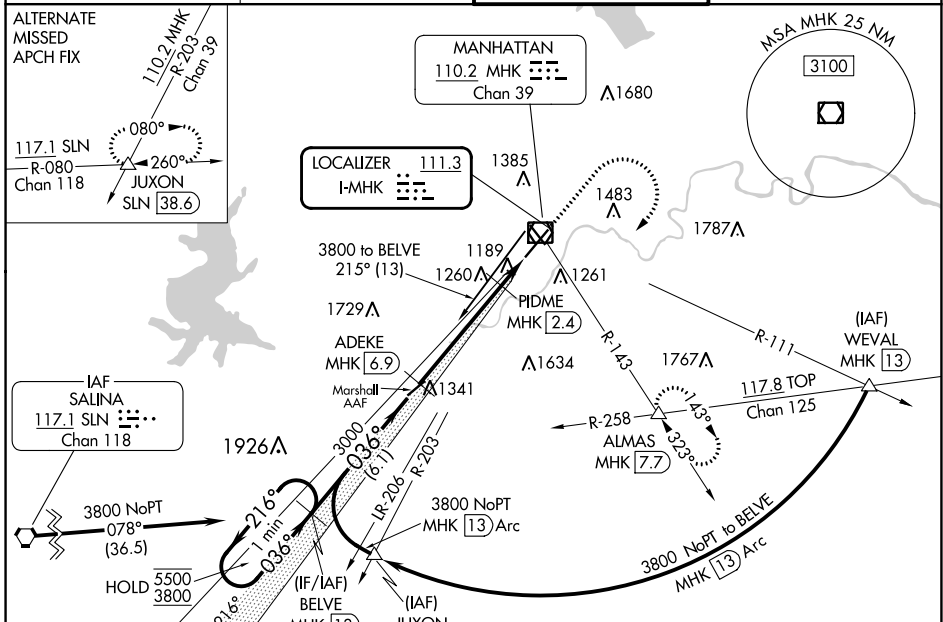 ALTERNATE
MISSED
APCH FIX
110.2 MHK
R-203
Chan 39
117.1 SLN
R-080
Chan 118
080°
260°
JUXON
SLN 38.6
MANHATTAN
110.2 MHK
Chan 39
LOCALIZER 111.3
I-MHK
MSA MHK 25 NM
3100
1680
1385
1483
1787
3800 to BELVE
215° (13)
1189
1260
1261
PIDME
MHK 2.4
1729
ADEKE
MHK 6.9
Marshall
AAF
1341
1634
R-143
1767
R-111
(IAF)
WEVAL
MHK 13
117.8 TOP
Chan 125
R-258
ALMAS
MHK 7.7
143°
323°
IAF
SALINA
117.1 SLN
Chan 118
1926
3000
036°
(6.1)
LR-206
R-203
3800 NoPT
MHK 13 Arc
3800 NoPT
078°
(36.5)
216°
1 min
036°
HOLD 5500
3800
(IF/IAF)
BELVE
MHK 13
(IAF)
JUXON
216°
3800 NoPT to BELVE
MHK 13 Arc